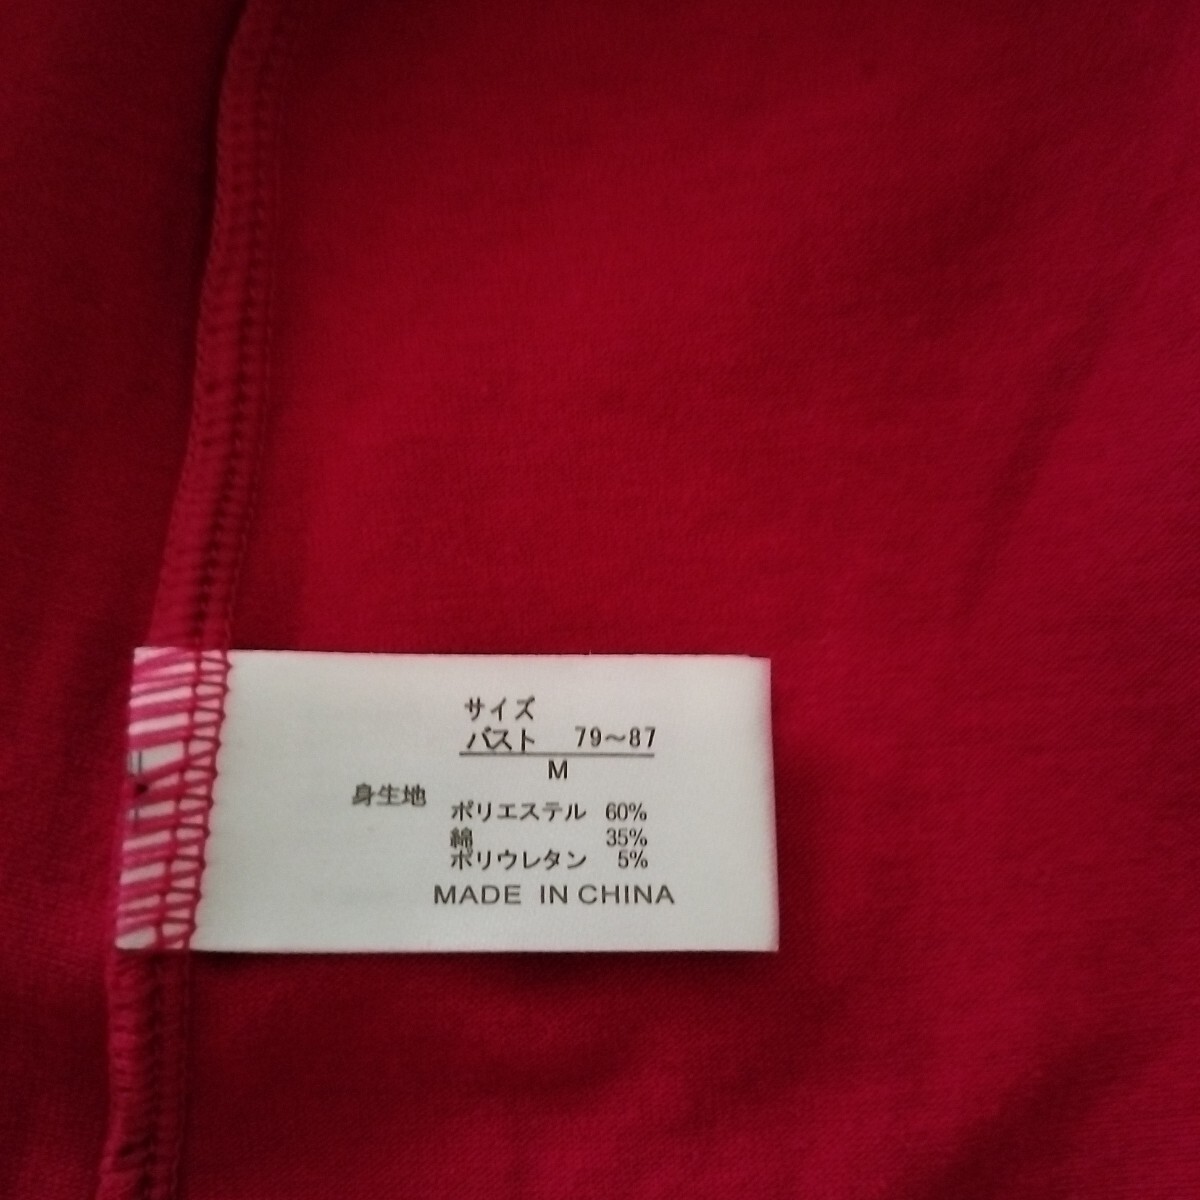 サイズ
バスト 79～87
M
身生地
ポリエステル 60%
綿 35%
ポリウレタン 5%
MADE IN CHINA